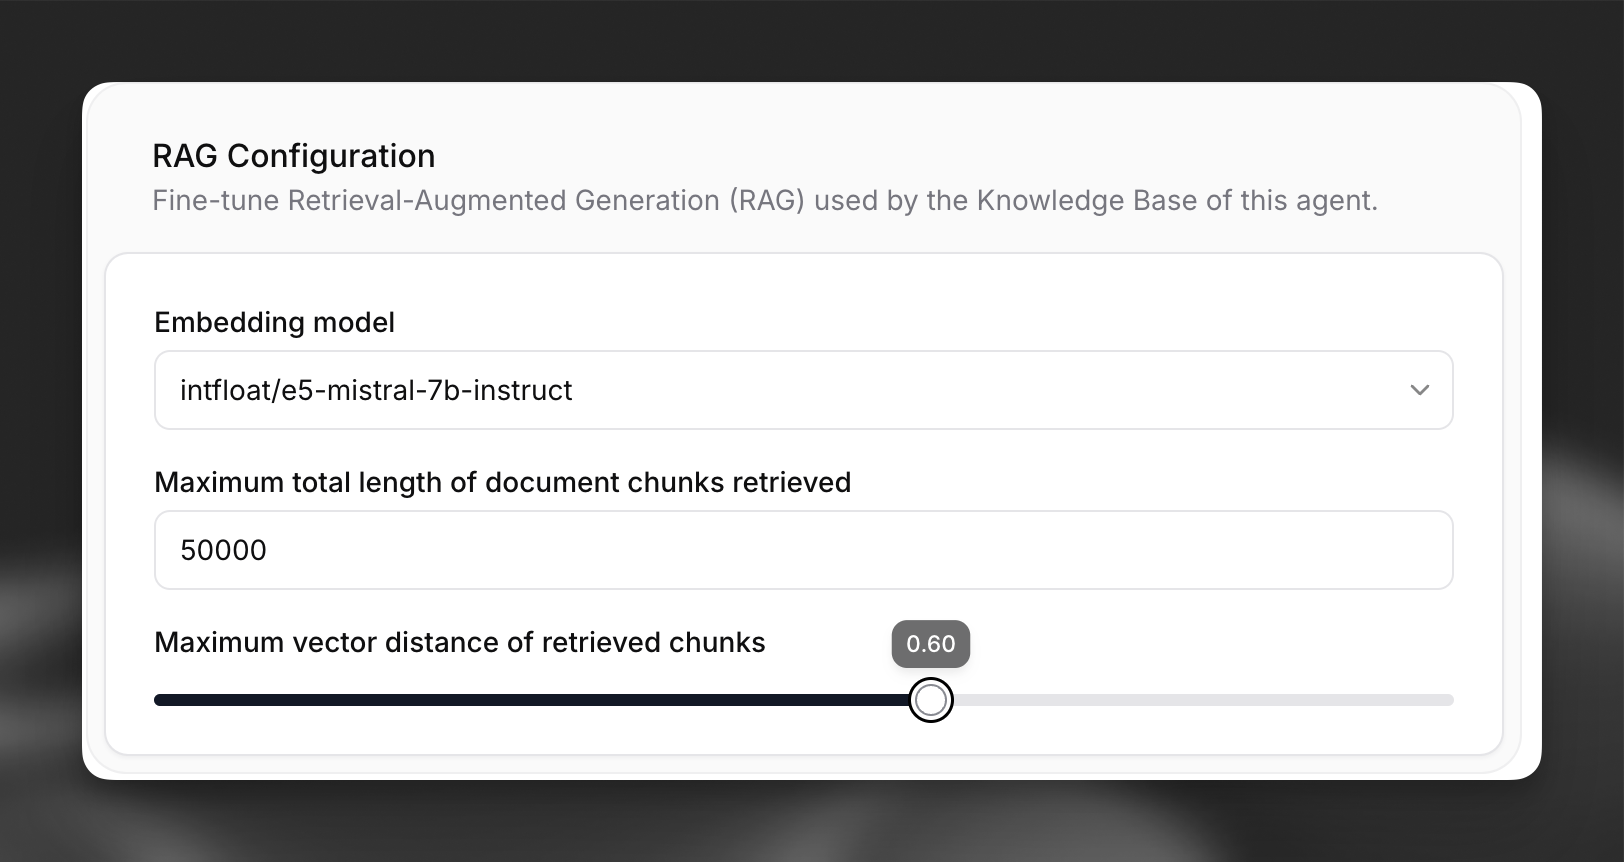 RAG Configuration
Fine-tune Retrieval-Augmented Generation (RAG) used by the Knowledge Base of this agent.
Embedding model
intfloat/e5-mistral-7b-instruct
Maximum total length of document chunks retrieved
50000
Maximum vector distance of retrieved chunks
0.60